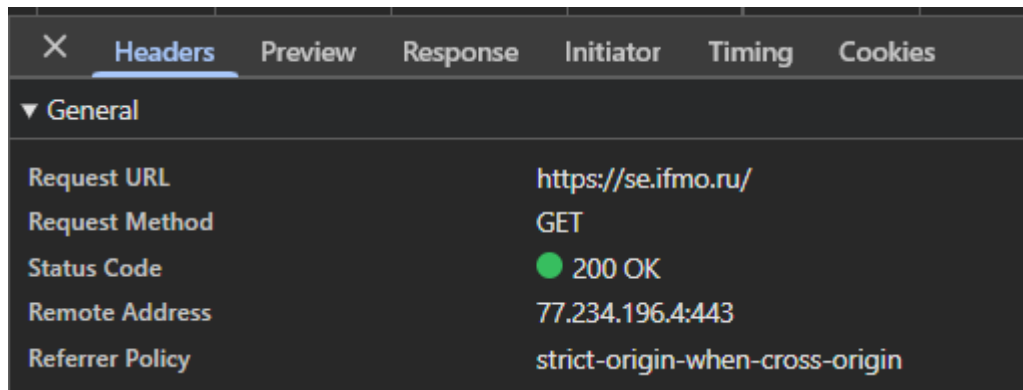 Headers Preview Response Initiator Timing Cookies
General
Request URL https://se.ifmo.ru/
Request Method GET
Status Code 200 OK
Remote Address 77.234.196.4:443
Referrer Policy strict-origin-when-cross-origin